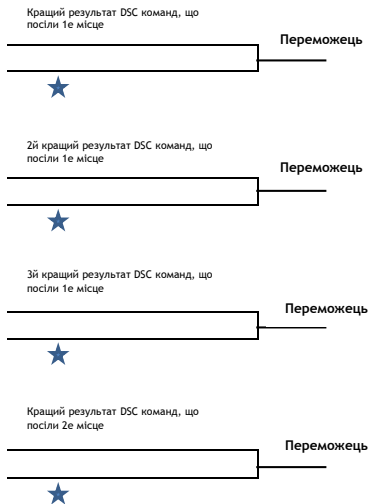 Кращий результат DSC команд, що
посіли 1е місце
Переможець
2й кращий результат DSC команд, що
посіли 1е місце
Переможець
3й кращий результат DSC команд, що
посіли 1е місце
Переможець
Кращий результат DSC команд, що
посіли 2е місце
Переможець